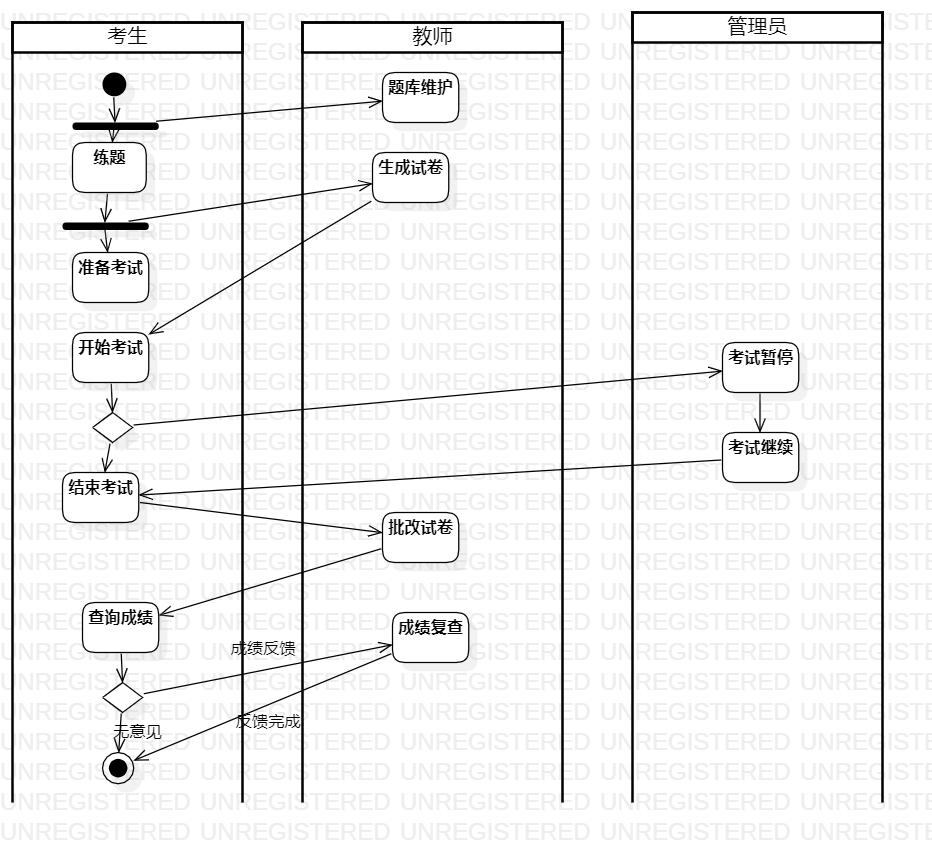 考生
教师
管理员
题库维护
练题
生成试卷
准备考试
开始考试
考试暂停
考试继续
结束考试
批改试卷
查询成绩
成绩复查
成绩反馈
反馈完成
无意见
UNREGISTERED